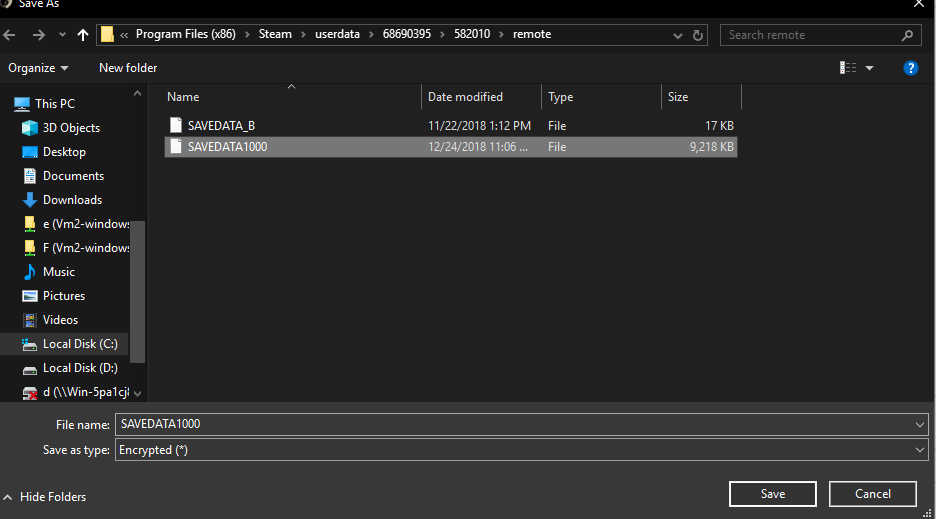 Save As
« Program Files (x86) › Steam › userdata › 68690395 › 582010 › remote
Search remote
Organize
New folder
?
Name Date modified Type Size
SAVEDATA_B 11/22/2018 1:12 PM File 17 KB
SAVEDATA1000 12/24/2018 11:06 ... File 9,218 KB
This PC
3D Objects
Desktop
Documents
Downloads
e (Vm2-windows
F (Vm2-windows
Music
Pictures
Videos
Local Disk (C:)
Local Disk (D:)
d (\\Win-5pa1cj8
File name: SAVEDATA1000
Save as type: Encrypted (*)
Hide Folders
Save
Cancel